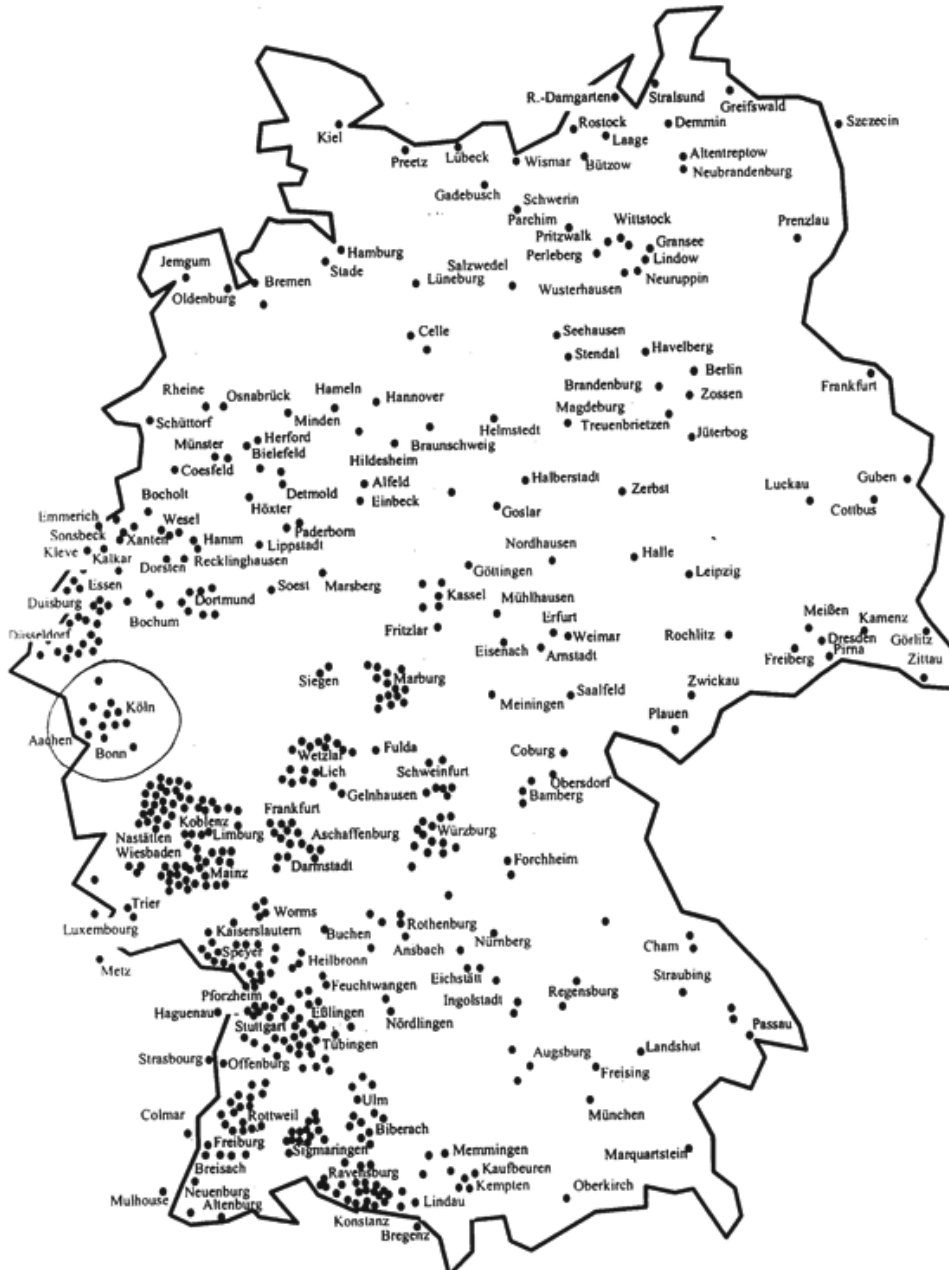 R.-Damgarten
Stralsund
Greifswald
Kiel
Rostock
Demmin
Szczecin
Laage
Preetz
Lübeck
Wismar
Bützow
Altentreptow
Neubrandenburg
Gadebusch
Schwerin
Parchim
Wittstock
Prenzlau
Pritzwalk
Gransee
Hamburg
Perleberg
Lindow
Jemgum
Stade
Salzwedel
Neuruppin
Bremen
Lüneburg
Wusterhausen
Oldenburg
Celle
Seehausen
Stendal
Havelberg
Berlin
Frankfurt
Rheine
Osnabrück
Hameln
Hannover
Brandenburg
Zossen
Schüttorf
Minden
Magdeburg
Helmstedt
Treuenbrietzen
Münster
Herford
Braunschweig
Jüterbog
Bielefeld
Coesfeld
Hildesheim
Detmold
Alfeld
Halberstadt
Zerbst
Luckau
Guben
Bocholt
Höxter
Einbeck
Goslar
Cottbus
Emmerich
Wesel
Sonsbeck
Xanten
Hamm
Paderborn
Kleve
Kalkar
Lippstadt
Nordhausen
Halle
Dorsten
Recklinghausen
Göttingen
Leipzig
Essen
Soest
Marsberg
Duisburg
Dortmund
Kassel
Mühlhausen
Bochum
Meißen
Düsseldorf
Fritzlar
Erfurt
Weimar
Rochlitz
Kamenz
Dresden
Görlitz
Eisenach
Arnstadt
Freiberg
Pirna
Zittau
Siegen
Marburg
Köln
Meiningen
Saalfeld
Zwickau
Aachen
Plauen
Bonn
Wetzlar
Fulda
Coburg
Lich
Schweinfurt
Obersdorf
Gelnhausen
Bamberg
Koblenz
Frankfurt
Nastätten
Limburg
Aschaffenburg
Würzburg
Wiesbaden
Mainz
Darmstadt
Forchheim
Trier
Worms
Luxembourg
Kaiserslautern
Buchen
Rothenburg
Nürnberg
Speyer
Ansbach
Cham
Metz
Heilbronn
Eichstätt
Straubing
Pforzheim
Feuchtwangen
Regensburg
Haguenau
Eßlingen
Ingolstadt
Stuttgart
Nördlingen
Passau
Tübingen
Strasbourg
Offenburg
Augsburg
Landshut
Freising
Ulm
München
Colmar
Rottweil
Biberach
Freiburg
Sigmaringen
Memmingen
Marquartstein
Breisach
Ravensburg
Kaufbeuren
Neuenburg
Kempten
Mulhouse
Altenburg
Lindau
Oberkirch
Konstanz
Bregenz